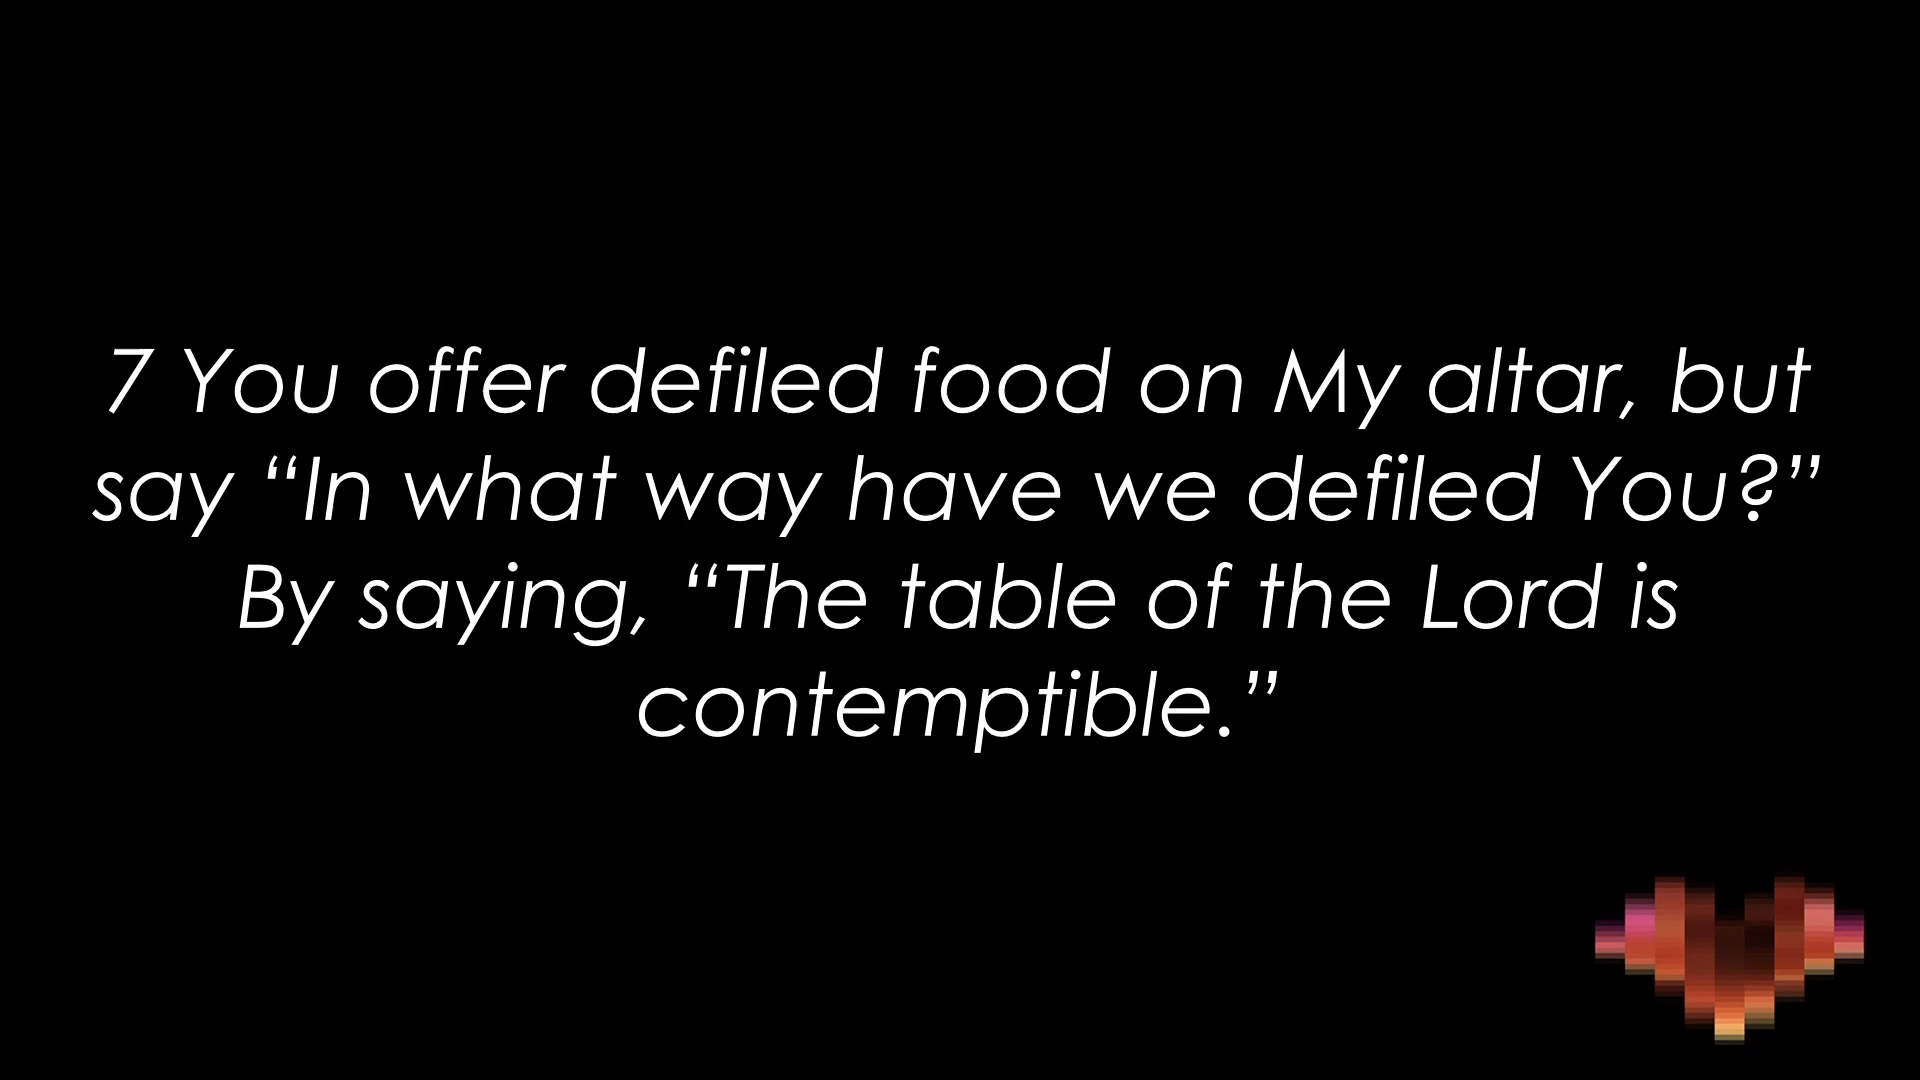 7 You offer defiled food on My altar, but
say “In what way have we defiled You?”
By saying, “The table of the Lord is
contemptible.”